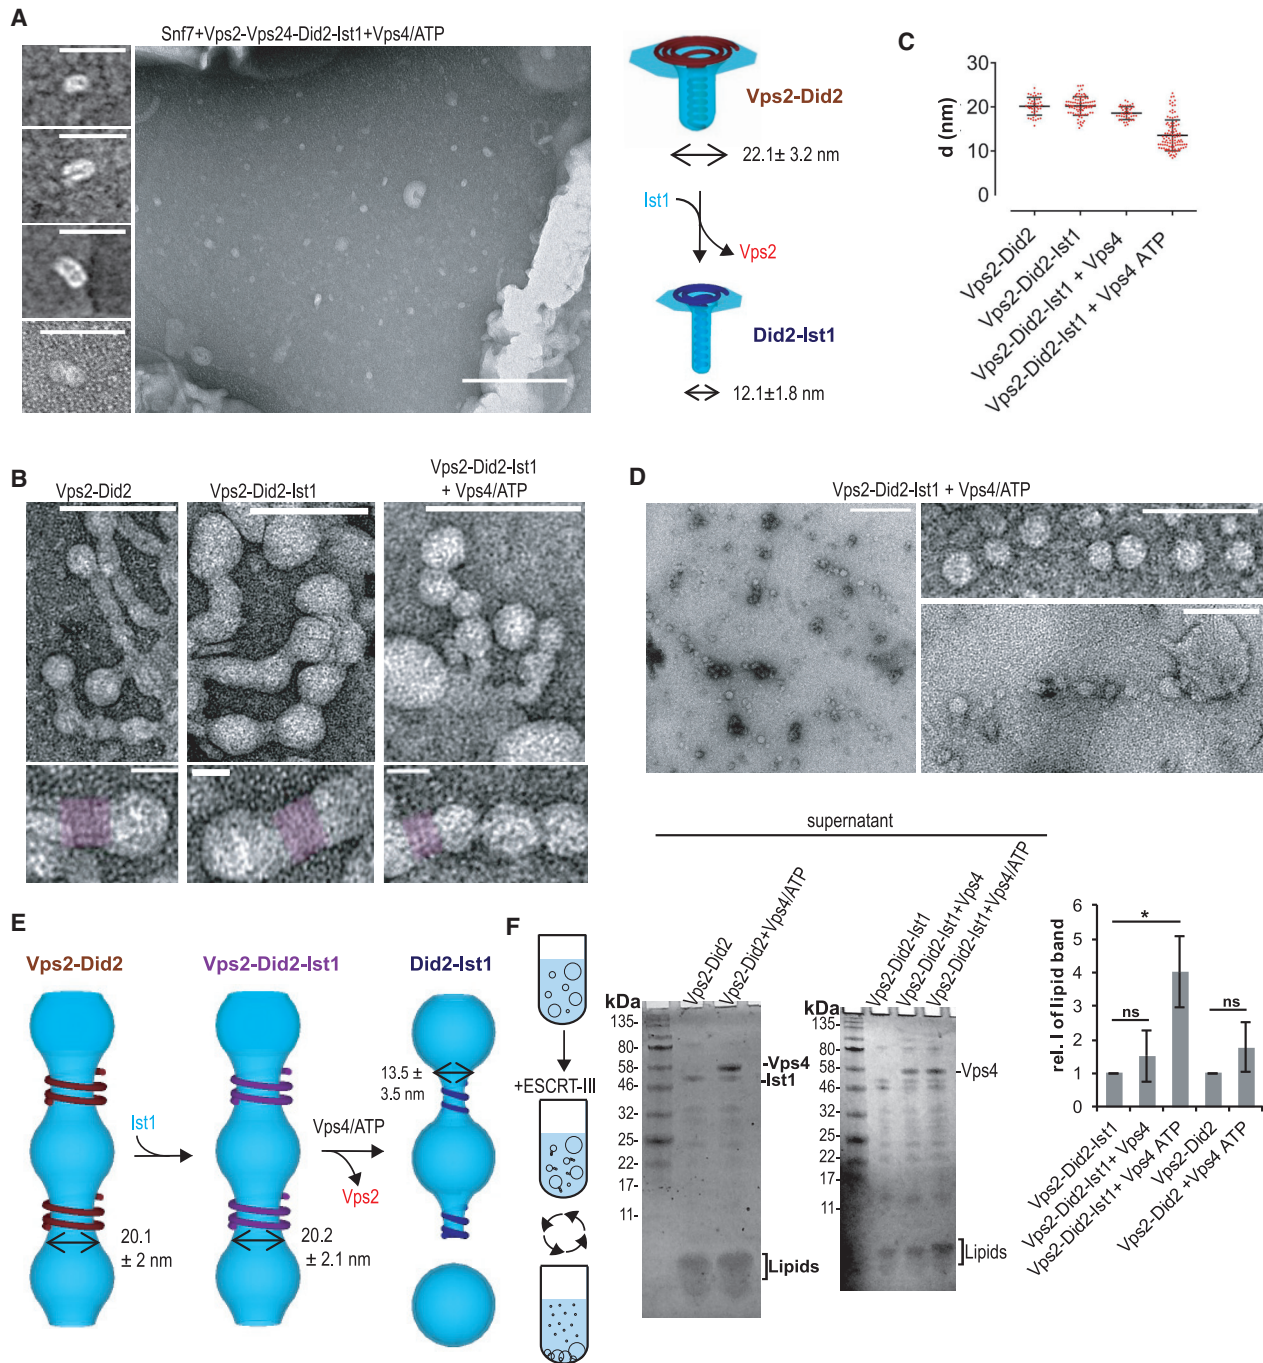 A
Snf7+Vps2-Vps24-Did2-Ist1+Vps4/ATP
Vps2-Did2
22.1± 3.2 nm
Ist1
Vps2
Did2-Ist1
12.1±1.8 nm
C
d (nm)
30
20
10
0
Vps2-Did2
Vps2-Did2-Ist1
Vps2-Did2-Ist1 + Vps4
Vps2-Did2-Ist1 + Vps4 ATP
B
Vps2-Did2
Vps2-Did2-Ist1
Vps2-Did2-Ist1
+ Vps4/ATP
D
Vps2-Did2-Ist1 + Vps4/ATP
E
Vps2-Did2
Vps2-Did2-Ist1
Did2-Ist1
Ist1
Vps4/ATP
Vps2
20.1
± 2 nm
20.2
± 2.1 nm
13.5 ±
3.5 nm
F
+ESCRT-III
supernatant
Vps2-Did2
Vps2-Did2+Vps4/ATP
kDa
135-
80-
58-
46-
32-
25-
22-
17-
11-
-Vps4
-Ist1
Lipids
Vps2-Did2-Ist1
Vps2-Did2-Ist1+Vps4
Vps2-Did2-Ist1+Vps4/ATP
kDa
135-
80-
58-
46-
32-
25-
22-
17-
11-
-Vps4
Lipids
rel. I of lipid band
6
5
4
3
2
1
0
*
ns
ns
Vps2-Did2-Ist1
Vps2-Did2-Ist1+ Vps4
Vps2-Did2-Ist1+ Vps4 ATP
Vps2-Did2
Vps2-Did2 +Vps4 ATP